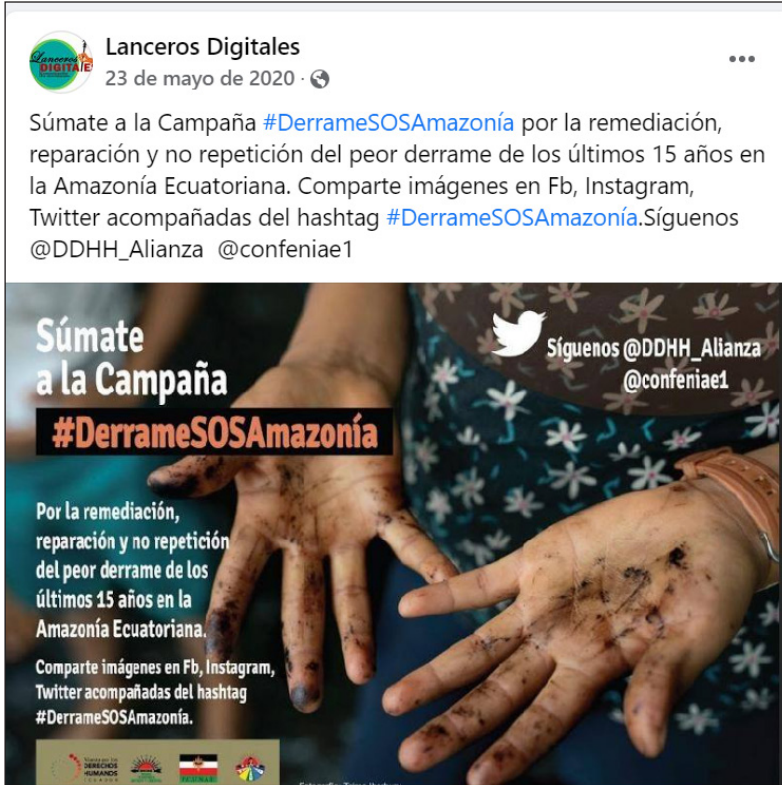 Lanceros Digitales
23 de mayo de 2020
Súmate a la Campaña #DerrameSOSAmazonía por la remediación,
reparación y no repetición del peor derrame de los últimos 15 años en
la Amazonía Ecuatoriana. Comparte imágenes en Fb, Instagram,
Twitter acompañadas del hashtag #DerrameSOSAmazonía.Síguenos
@DDHH_Alianza @confeniae1
Súmate
a la Campaña
#DerrameSOSAmazonía
Síguenos @DDHH_Alianza
@confeniae1
Por la remediación,
reparación y no repetición
del peor derrame de los
últimos 15 años en la
Amazonía Ecuatoriana.
Comparte imágenes en Fb, Instagram,
Twitter acompañadas del hashtag
#DerrameSOSAmazonía.
DERECHOS
HUMANOS